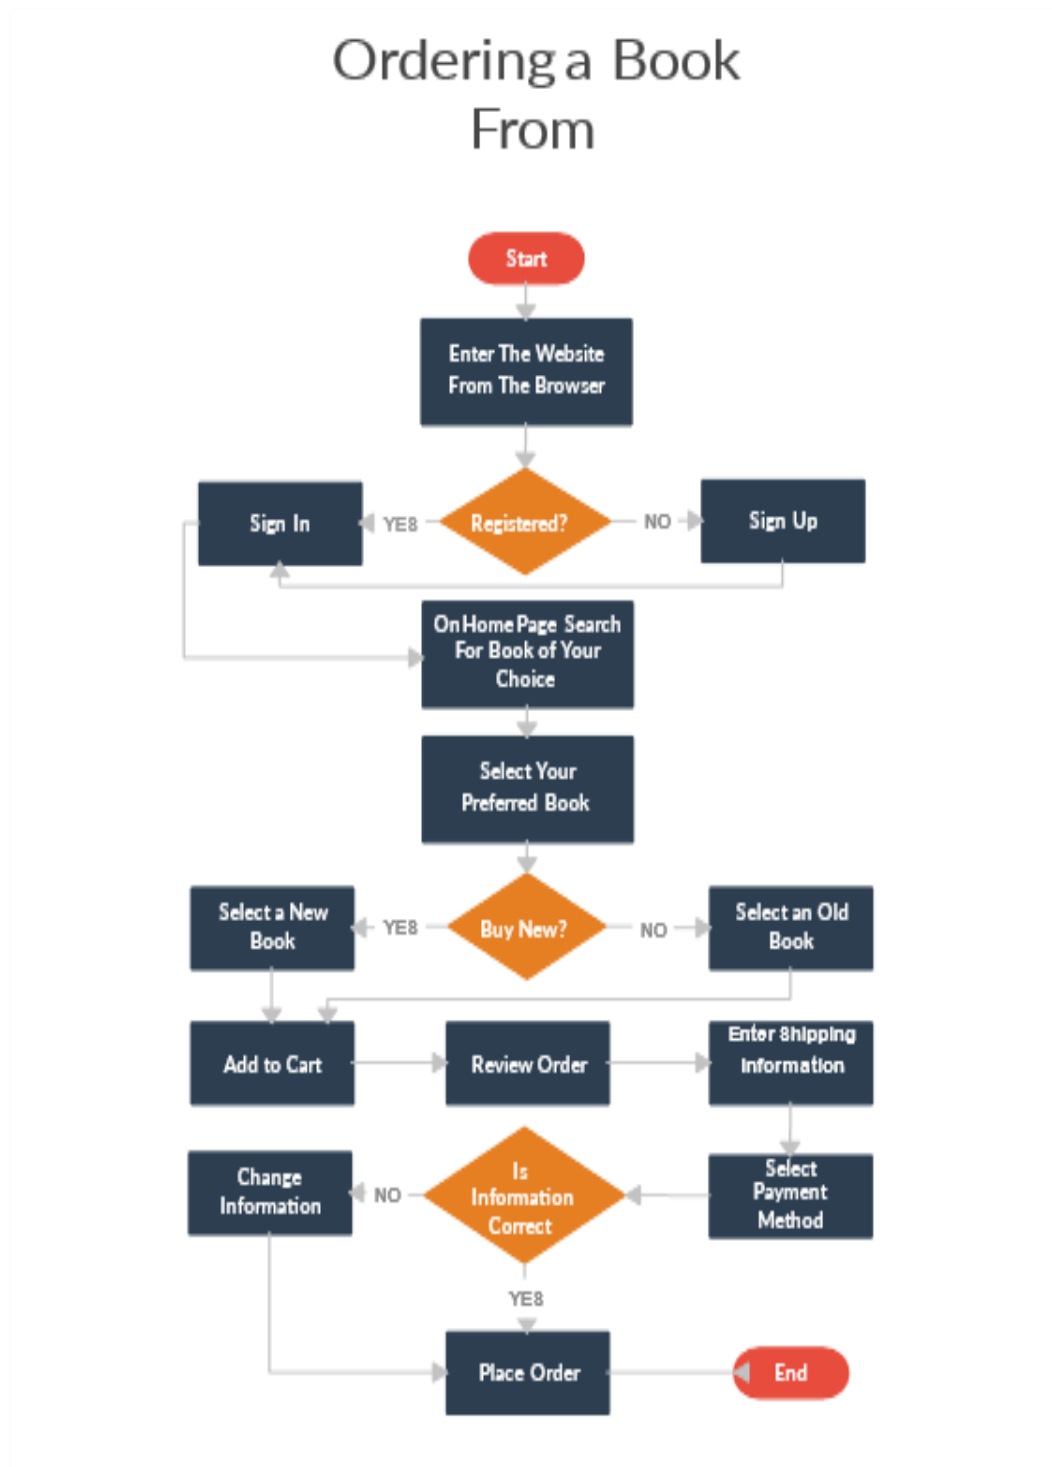 Ordering a Book
From
Start
Enter The Website
From The Browser
Sign In
YES
Registered?
NO
Sign Up
On Home Page Search
For Book of Your
Choice
Select Your
Preferred Book
Select a New
Book
YES
Buy New?
NO
Select an Old
Book
Add to Cart
Review Order
Enter Shipping
Information
Change
Information
NO
Is
Information
Correct
Select
Payment
Method
YES
Place Order
End